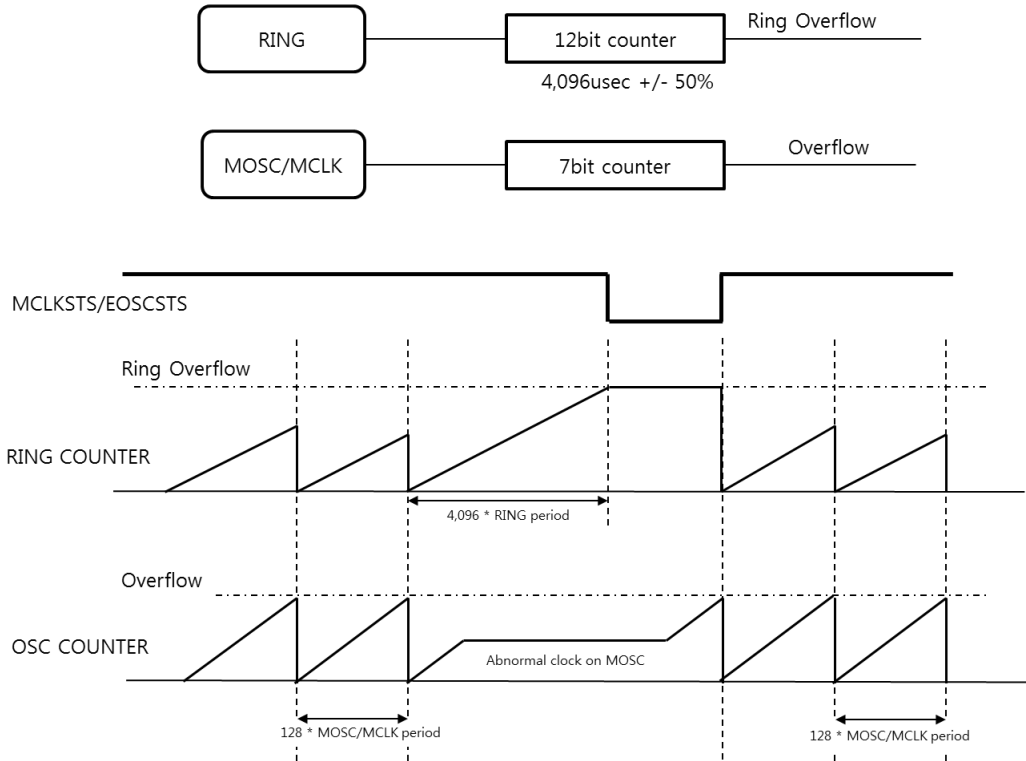 RING
12bit counter
Ring Overflow
4,096usec +/- 50%
MOSC/MCLK
7bit counter
Overflow
MCLKSTS/EOSCSTS
Ring Overflow
RING COUNTER
4,096 * RING period
Overflow
OSC COUNTER
Abnormal clock on MOSC
128 * MOSC/MCLK period
128 * MOSC/MCLK period